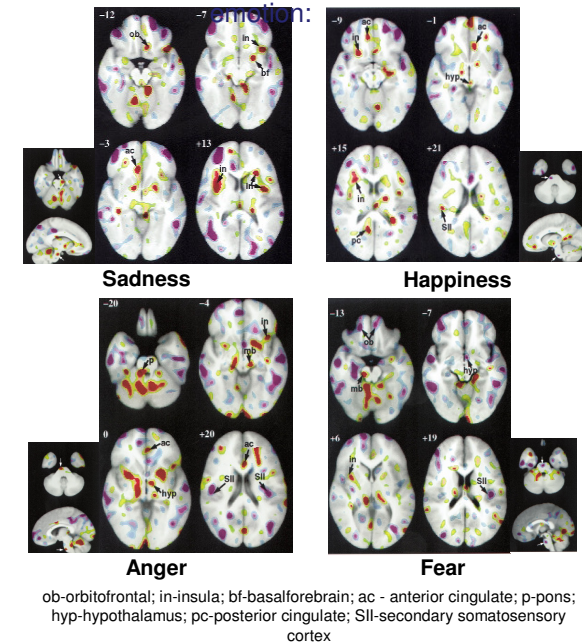 emotion:
-12
-7
ob
in
bf
-3
+13
ac
in
in
Sadness
-9
-1
ac
in
ac
hyp
+15
+21
in
SII
pc
Happiness
-20
-4
in
p
mb
0
+20
ac
ac
SII
SII
hyp
Anger
-13
-7
ob
hyp
mb
+6
+19
in
SII
Fear
ob-orbitofrontal; in-insula; bf-basalforebrain; ac - anterior cingulate; p-pons;
hyp-hypothalamus; pc-posterior cingulate; SII-secondary somatosensory
cortex